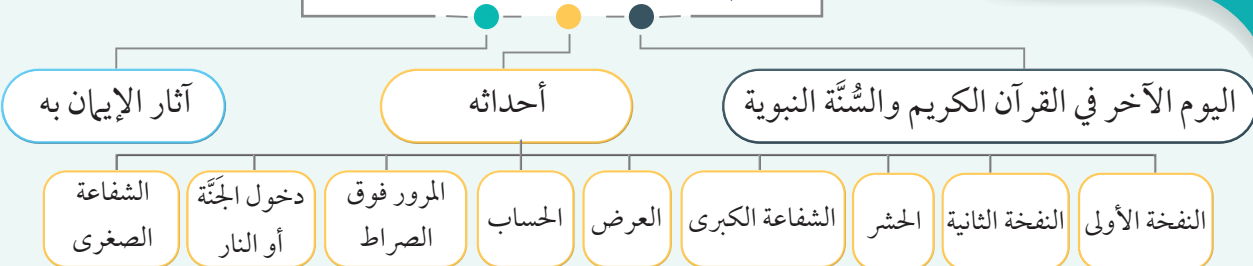 اليوم الآخر في القرآن الكريم والسُّنَّة النبوية
أحداثه
آثار الإيمان به
النفخة الأولى
النفخة الثانية
الحشر
الشفاعة الكبرى
العرض
الحساب
المرور فوق
الصراط
دخول الجَنَّة
أو النار
الشفاعة
الصغرى